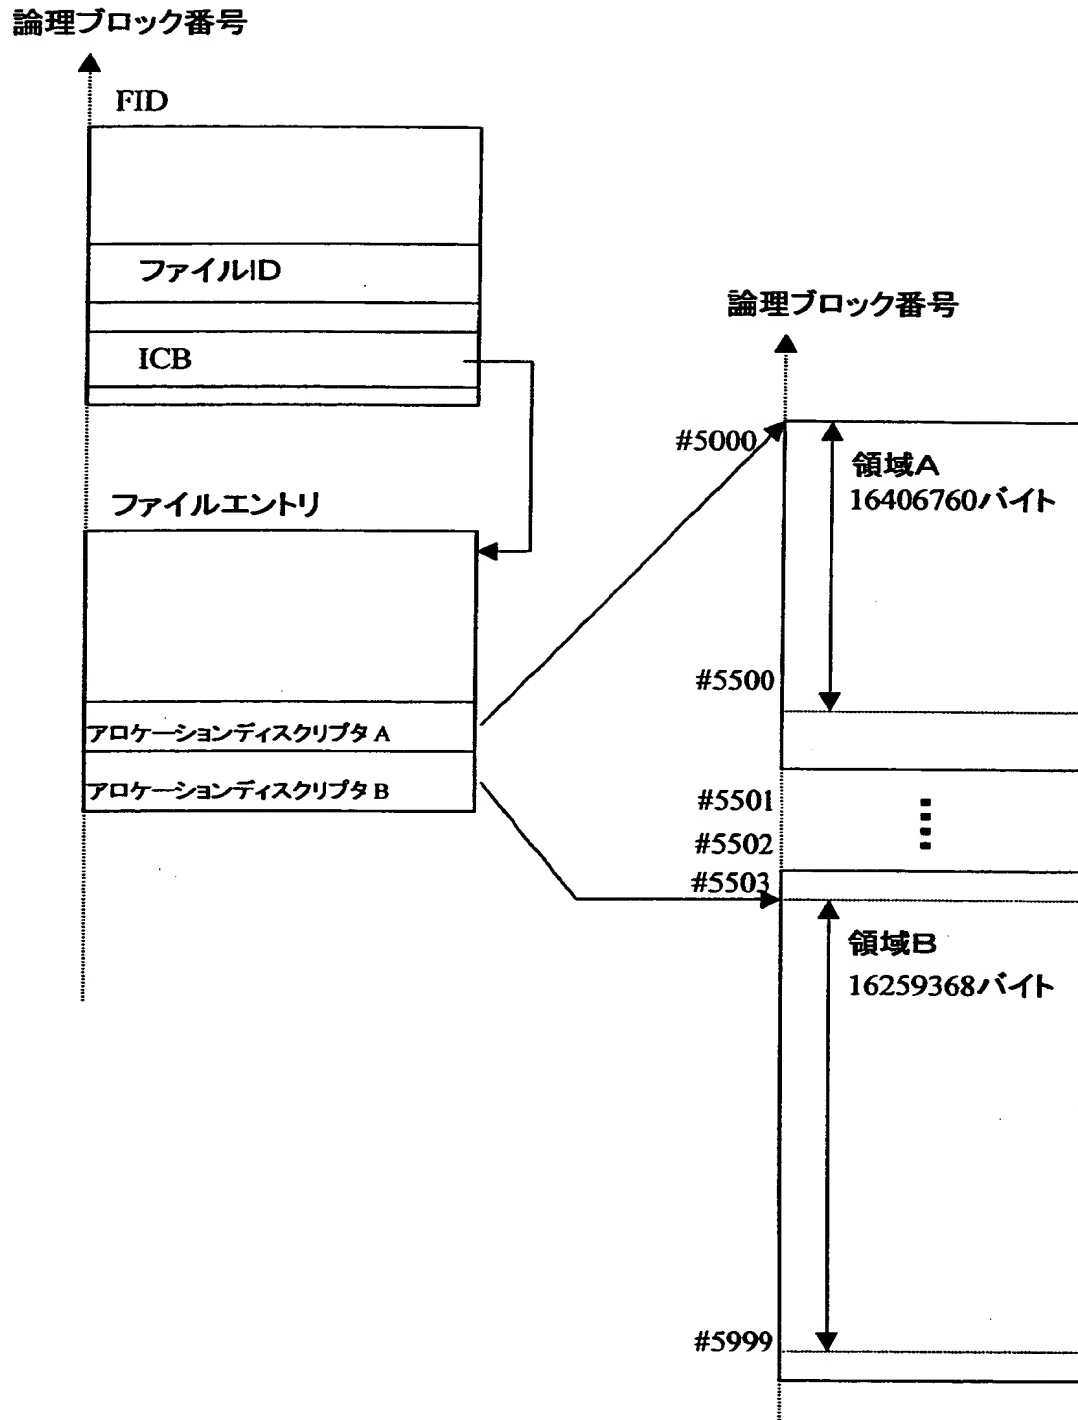 論理ブロック番号
FID
ファイルID
ICB
ファイルエントリ
アロケーションディスクリプタ A
アロケーションディスクリプタ B
論理ブロック番号
#5000
領域A
16406760バイト
#5500
#5501
#5502
#5503
領域B
16259368バイト
#5999